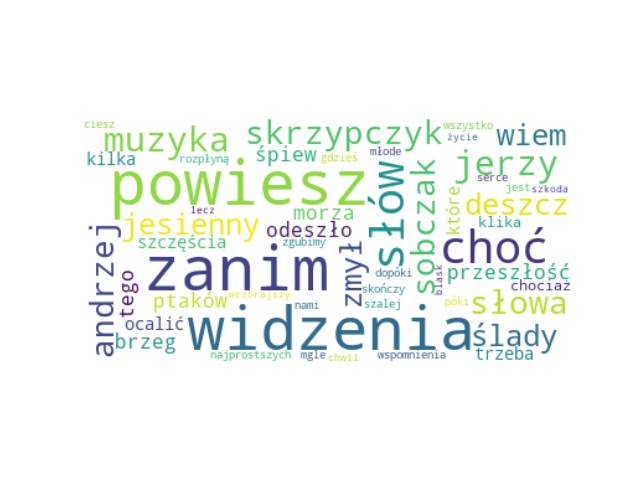 ciesz
muzyka
skrzypczyk
wszystko
wiem
życie
kilka
rozpłyną
śpiew
gdzieś
młode
jerzy
powiesz
słów
sobczak
serce
jest
szkoda
które
deszcz
lecz
morza
jesienny
odeszło
klika
choć
andrzej
szczęścia
zgubimy
zmył
zanim
tego
dopóki
blask
przeszłość
skończy
chociaż
ptaków
wczorajszy
nami
szalej
póki
słowa
ocalić
widzenia
ślady
brzeg
trzeba
najprostszych
mgle
chwil
wspomnienia